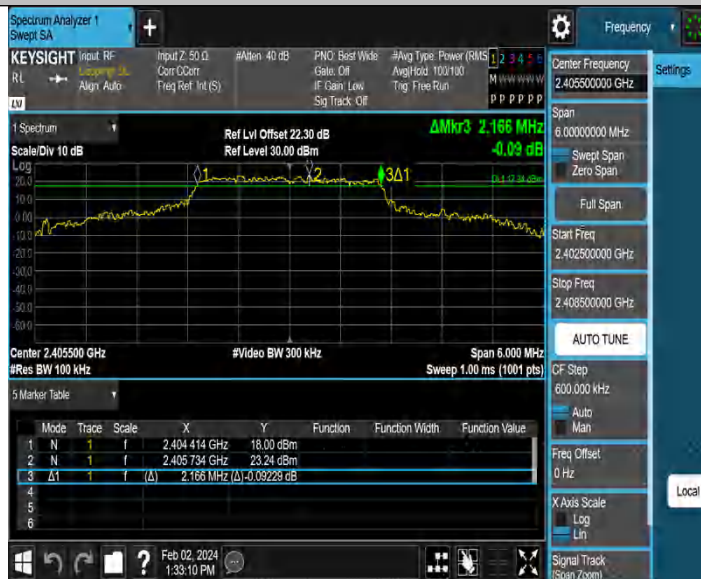 Spectrum Analyzer 1
Swept SA
+
Frequency
KEYSIGHT
RL
Input: RF
Align: Auto
Input Z: 50 Ω
Corr CCorr
Freq Ref: Int (S)
#Atten: 40 dB
PNO: Best Wide
Gate: Off
IF Gain: Low
Sig Track: Off
#Avg Type: Power (RMS
Avg|Hold: 100/100
Trig: Free Run
1 2 3 4 5 6
M W W W W W
P P P P P P
LXI
1 Spectrum
Scale/Div 10 dB
Ref Lvl Offset 22.30 dB
Ref Level 30.00 dBm
ΔMkr3 2.166 MHz
-0.09 dB
Log
1
2
3Δ1
DL1 17.34 dBm
20.0
10.0
0.0
-10.0
-20.0
-30.0
-40.0
-50.0
-60.0
Center 2.405500 GHz
#Video BW 300 kHz
Span 6.000 MHz
#Res BW 100 kHz
Sweep 1.00 ms (1001 pts)
5 Marker Table
Mode Trace Scale X Y Function Function Width Function Value
1 N 1 f 2.404 414 GHz 18.00 dBm
2 N 1 f 2.405 734 GHz 23.24 dBm
3 Δ1 1 f (Δ) 2.166 MHz (Δ) -0.09229 dB
4
5
6
?
Feb 02, 2024
1:33:10 PM
Center Frequency
2.405500000 GHz
Settings
Span
6.00000000 MHz
Swept Span
Zero Span
Full Span
Start Freq
2.402500000 GHz
Stop Freq
2.408500000 GHz
AUTO TUNE
CF Step
600.000 kHz
Auto
Man
Freq Offset
0 Hz
Local
X Axis Scale
Log
Lin
Signal Track
(Span Zoom)